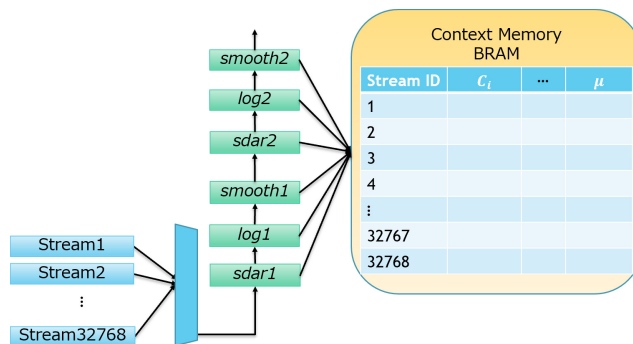 smooth2
log2
sdar2
smooth1
log1
sdar1
Stream1
Stream2
⋮
Stream32768
Context Memory
BRAM
Stream ID C_i ... μ
1
2
3
4
⋮
32767
32768